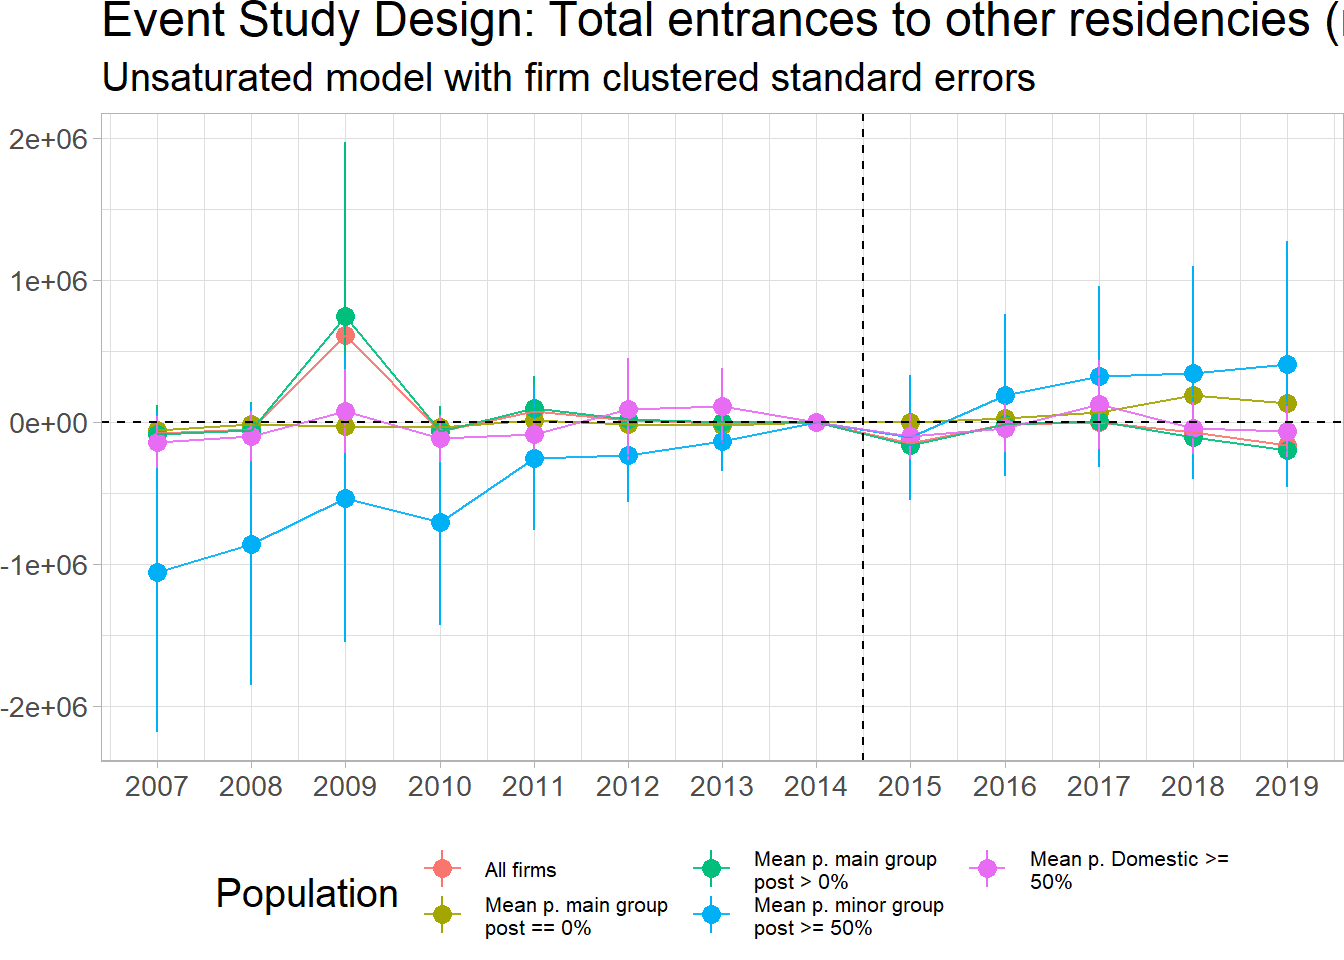 Event Study Design: Total entrances to other residencies (
Unsaturated model with firm clustered standard errors
2e+06
1e+06
0e+00
-1e+06
-2e+06
2007 2008 2009 2010 2011 2012 2013 2014 2015 2016 2017 2018 2019
Population
All firms
Mean p. main group
post == 0%
Mean p. main group
post > 0%
Mean p. minor group
post >= 50%
Mean p. Domestic >=
50%